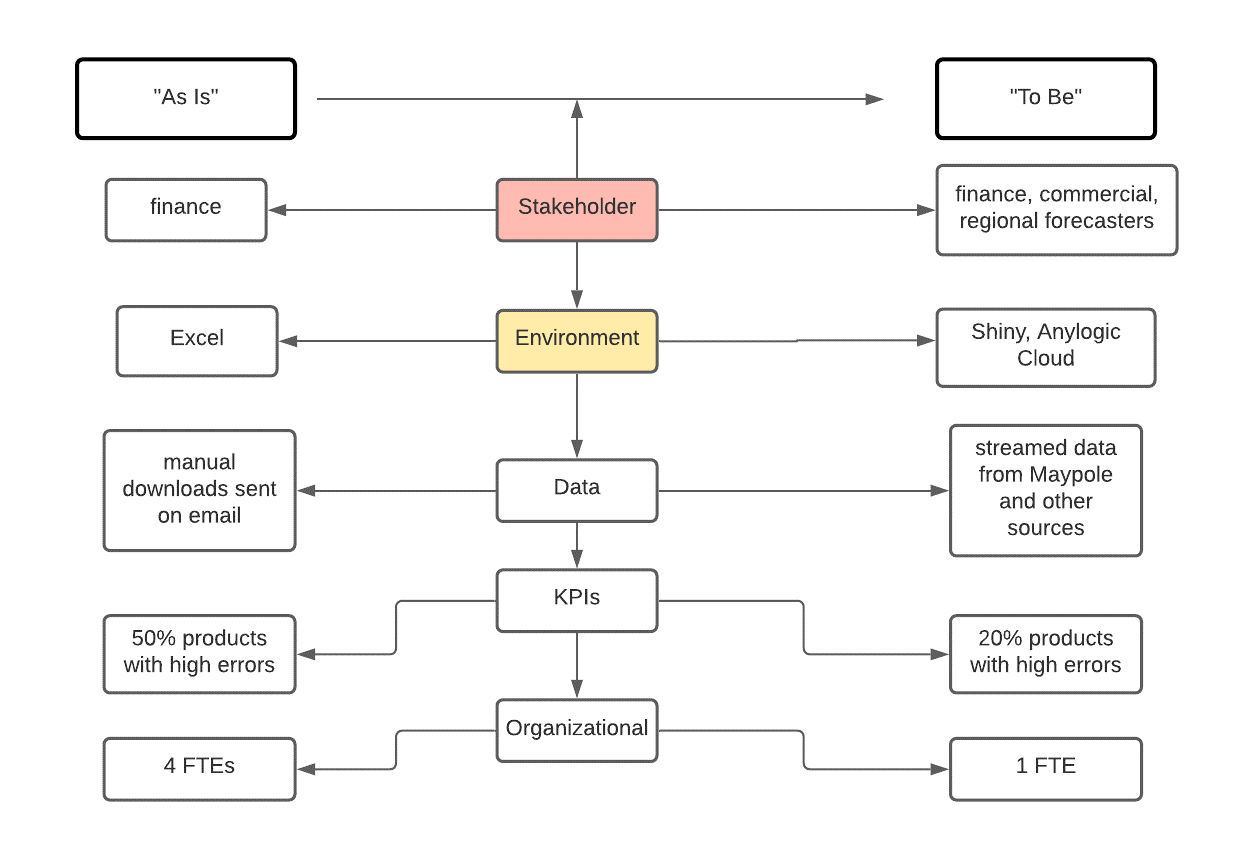 "As Is"
"To Be"
finance
Stakeholder
finance, commercial,
regional forecasters
Excel
Environment
Shiny, Anylogic
Cloud
manual
downloads sent
on email
Data
streamed data
from Maypole
and other
sources
KPIs
50% products
with high errors
20% products
with high errors
Organizational
4 FTEs
1 FTE